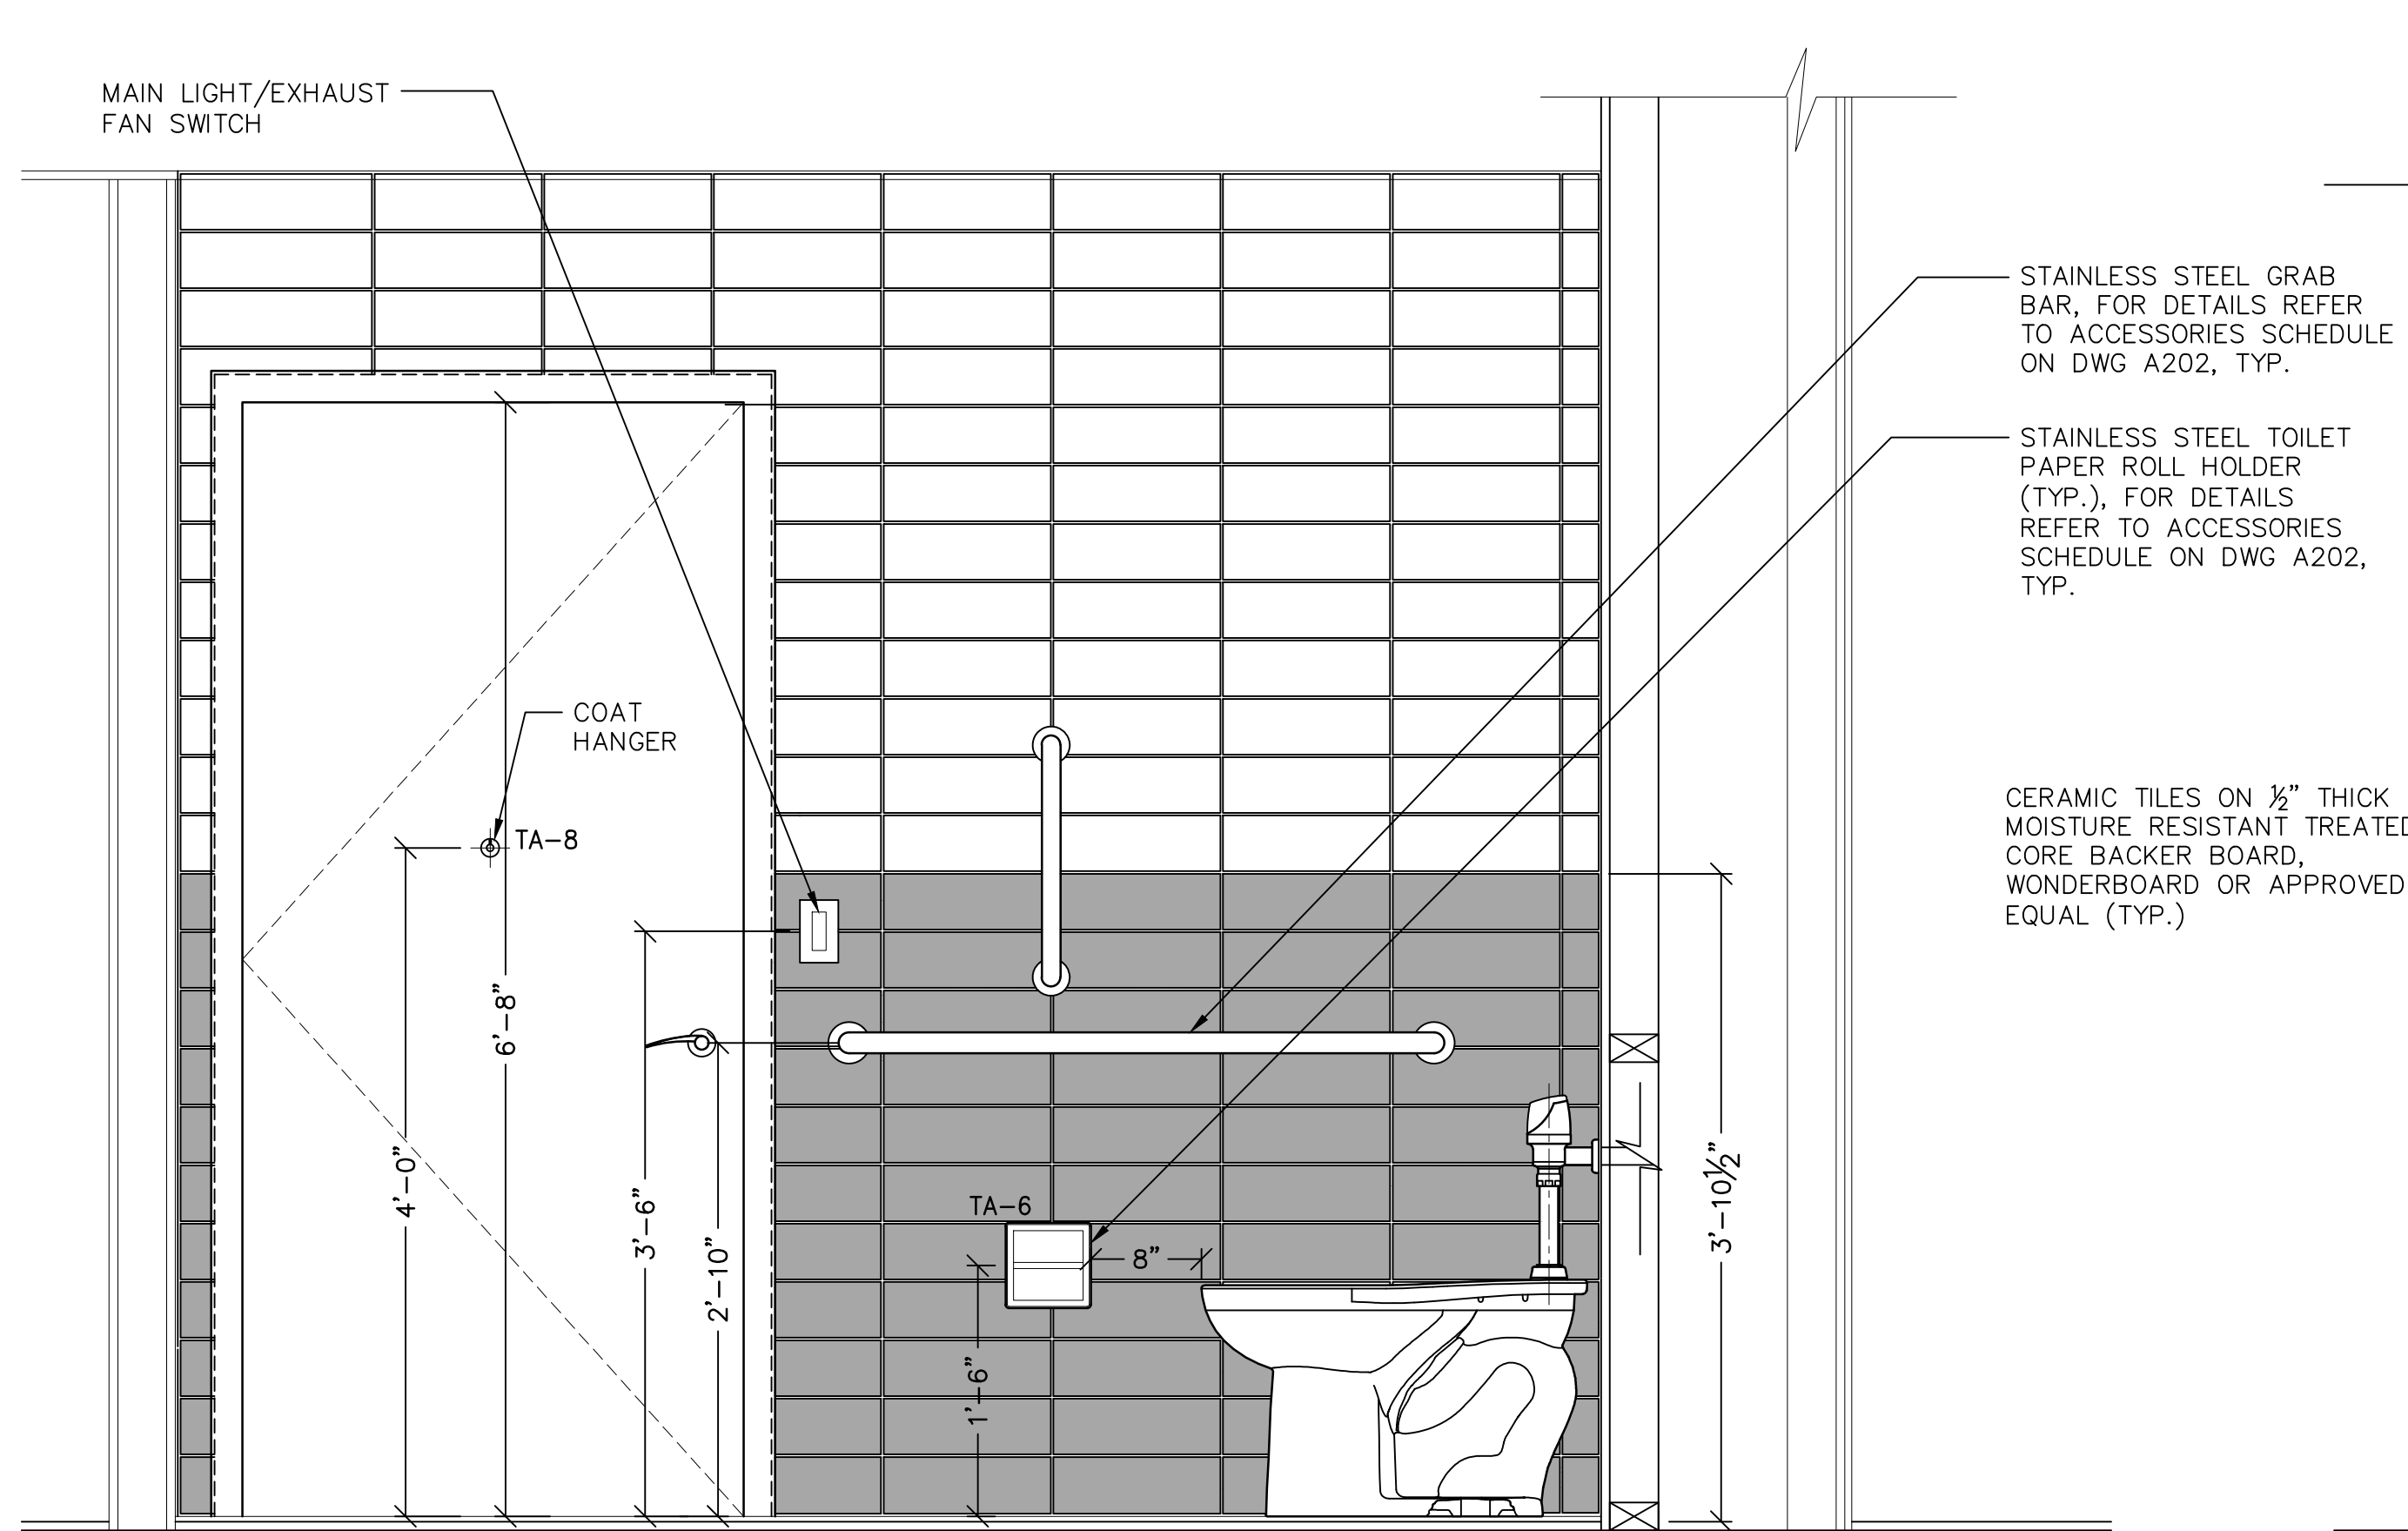 MAIN LIGHT/EXHAUST
FAN SWITCH
STAINLESS STEEL GRAB
BAR, FOR DETAILS REFER
TO ACCESSORIES SCHEDULE
ON DWG A202, TYP.
STAINLESS STEEL TOILET
PAPER ROLL HOLDER
(TYP.), FOR DETAILS
REFER TO ACCESSORIES
SCHEDULE ON DWG A202,
TYP.
COAT
HANGER
TA-8
CERAMIC TILES ON ½" THICK
MOISTURE RESISTANT TREATED
CORE BACKER BOARD,
WONDERBOARD OR APPROVED
EQUAL (TYP.)
6'-8"
4'-0"
3'-6"
2'-10"
TA-6
8"
1'-6"
3'-10½"